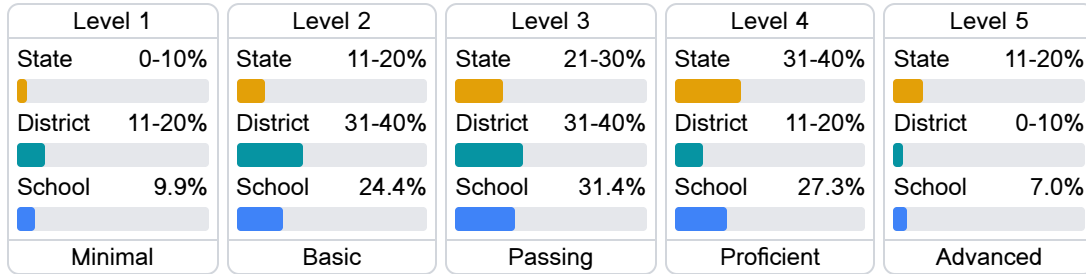 Level 1
State 0-10%
District 11-20%
School 9.9%
Minimal
Level 2
State 11-20%
District 31-40%
School 24.4%
Basic
Level 3
State 21-30%
District 31-40%
School 31.4%
Passing
Level 4
State 31-40%
District 11-20%
School 27.3%
Proficient
Level 5
State 11-20%
District 0-10%
School 7.0%
Advanced